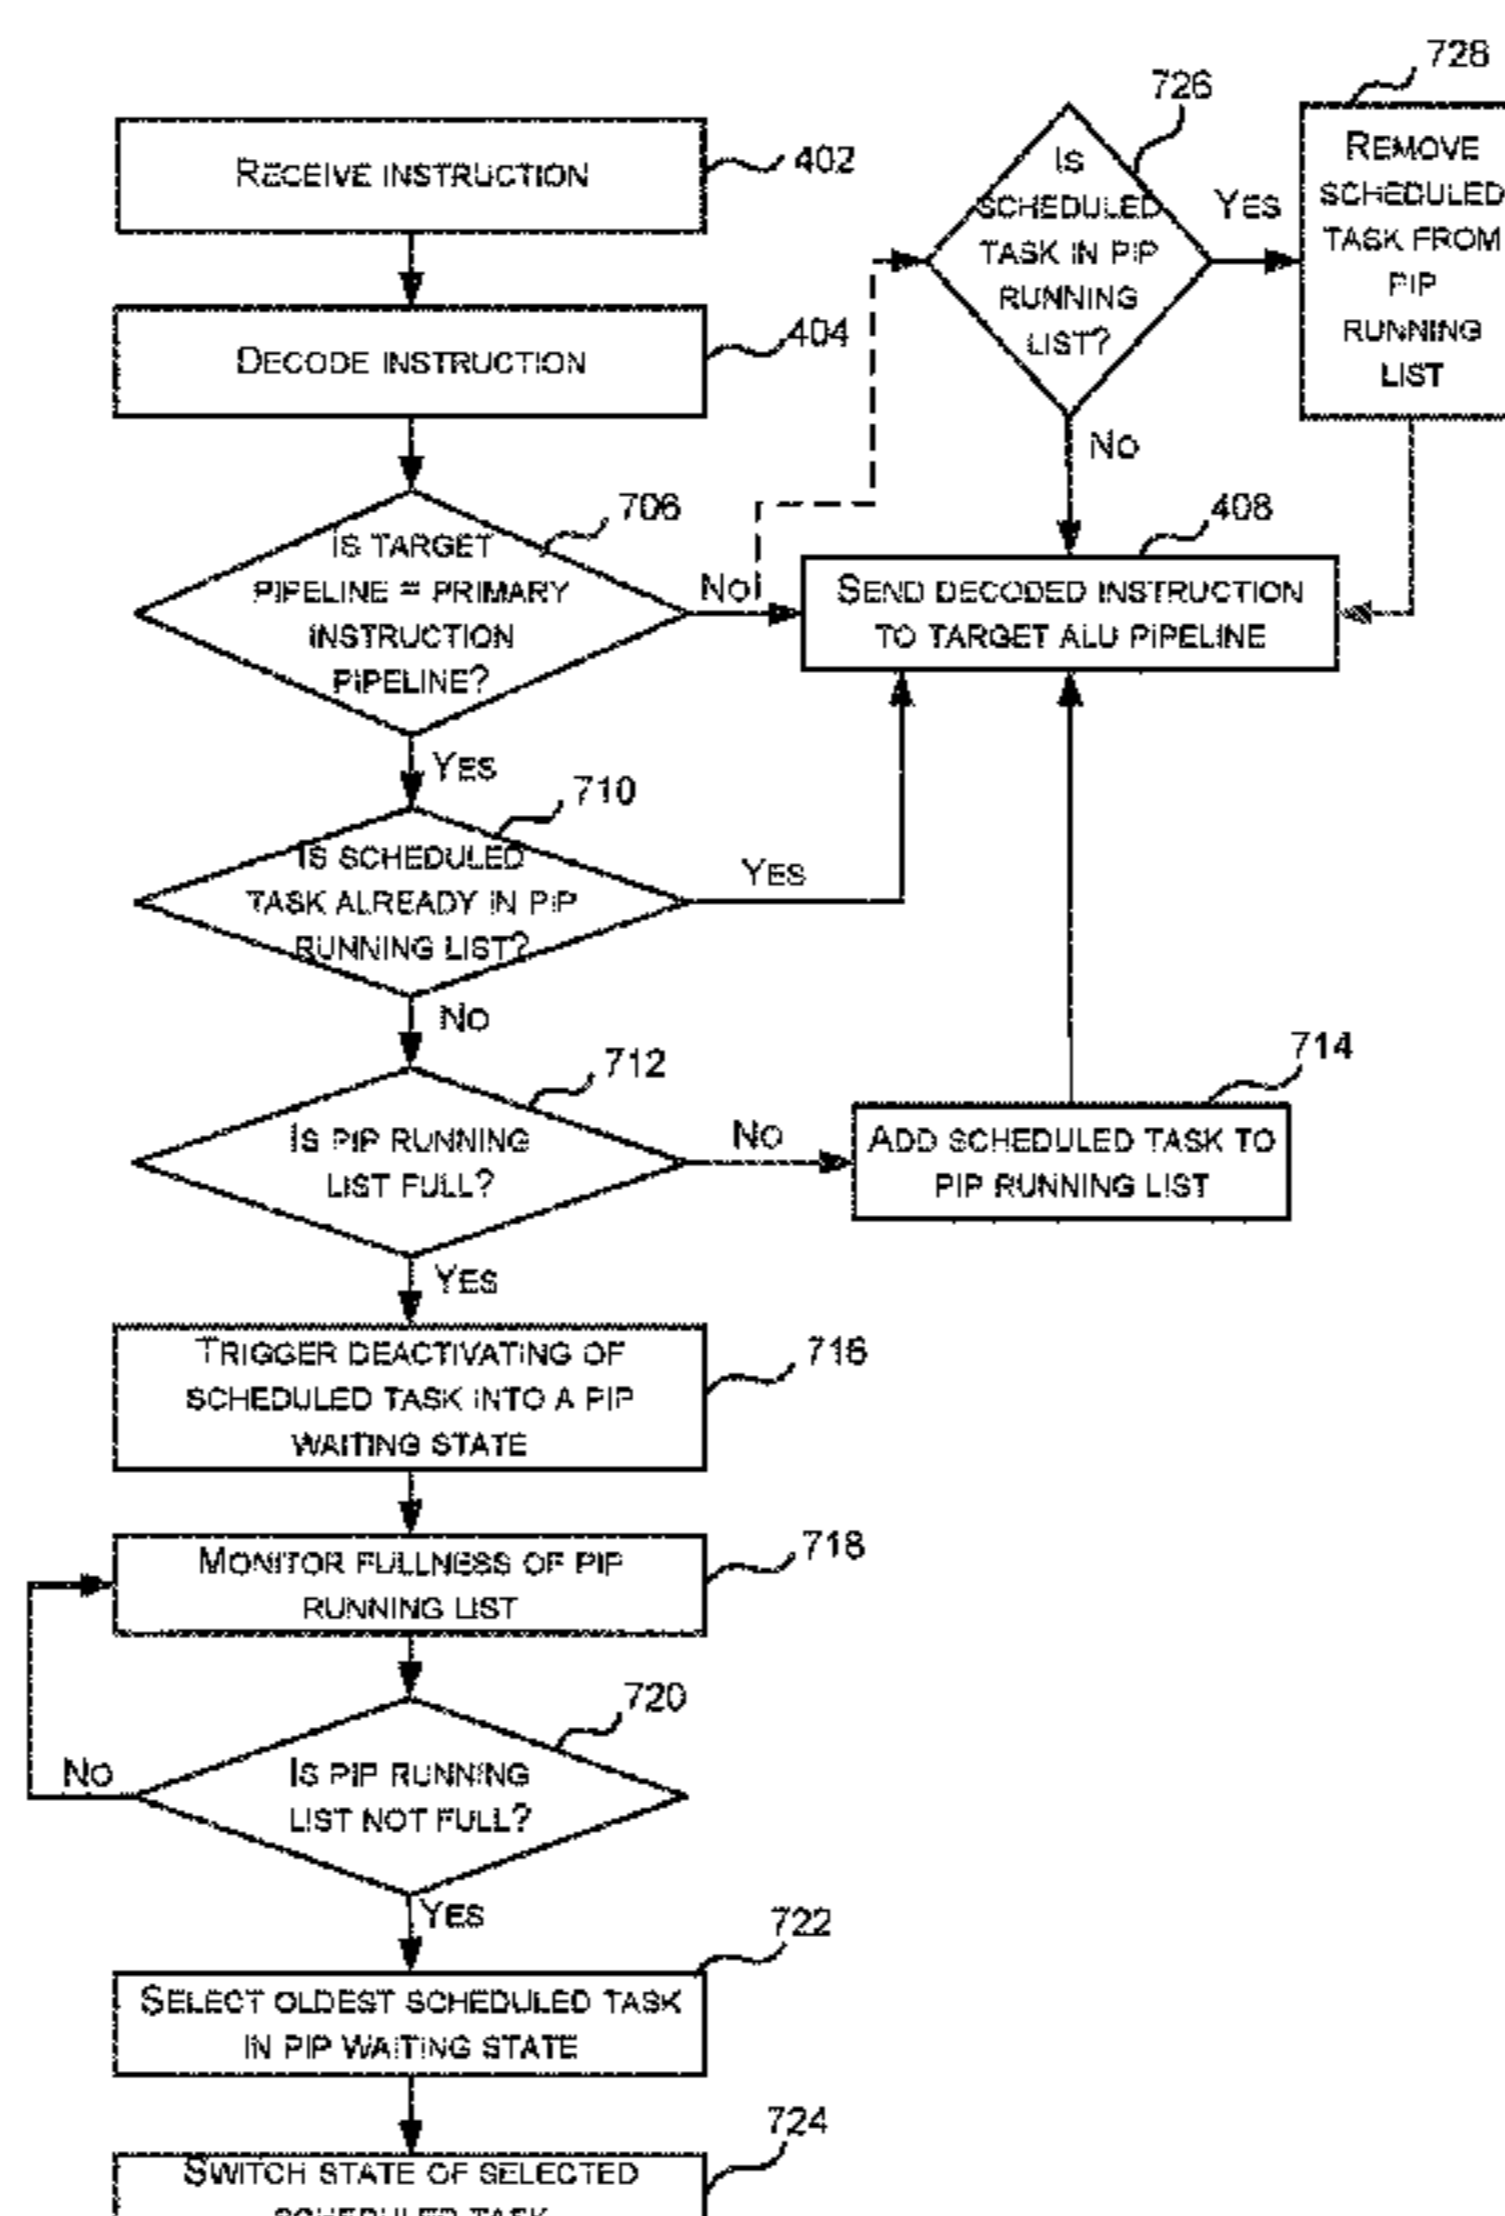 728
726
RECEIVE INSTRUCTION
402
IS
SCHEDULED
TASK IN PIP
RUNNING
LIST?
YES
REMOVE
SCHEDULED
TASK FROM
PIP
RUNNING
LIST
DECODE INSTRUCTION
404
NO
706
IS TARGET
PIPELINE = PRIMARY
INSTRUCTION
PIPELINE?
NO
408
SEND DECODED INSTRUCTION
TO TARGET ALU PIPELINE
YES
710
IS SCHEDULED
TASK ALREADY IN PIP
RUNNING LIST?
YES
NO
712
IS PIP RUNNING
LIST FULL?
NO
714
ADD SCHEDULED TASK TO
PIP RUNNING LIST
YES
TRIGGER DEACTIVATING OF
SCHEDULED TASK INTO A PIP
WAITING STATE
716
MONITOR FULLNESS OF PIP
RUNNING LIST
718
720
IS PIP RUNNING
LIST NOT FULL?
NO
YES
722
SELECT OLDEST SCHEDULED TASK
IN PIP WAITING STATE
724
SWITCH STATE OF SELECTED
SCHEDULED TASK